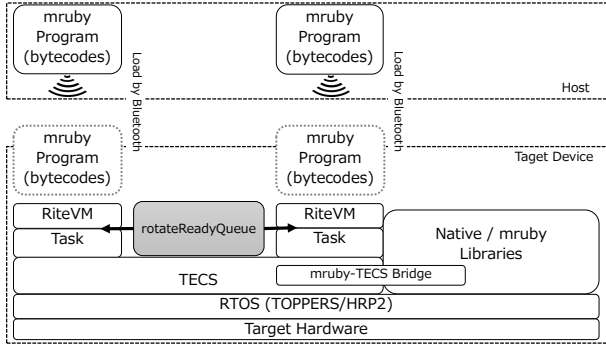 mruby
Program
(bytecodes)
mruby
Program
(bytecodes)
Load by Bluetooth
Load by Bluetooth
Host
mruby
Program
(bytecodes)
mruby
Program
(bytecodes)
Taget Device
RiteVM
Task
rotateReadyQueue
RiteVM
Task
Native / mruby
Libraries
TECS
mruby-TECS Bridge
RTOS (TOPPERS/HRP2)
Target Hardware